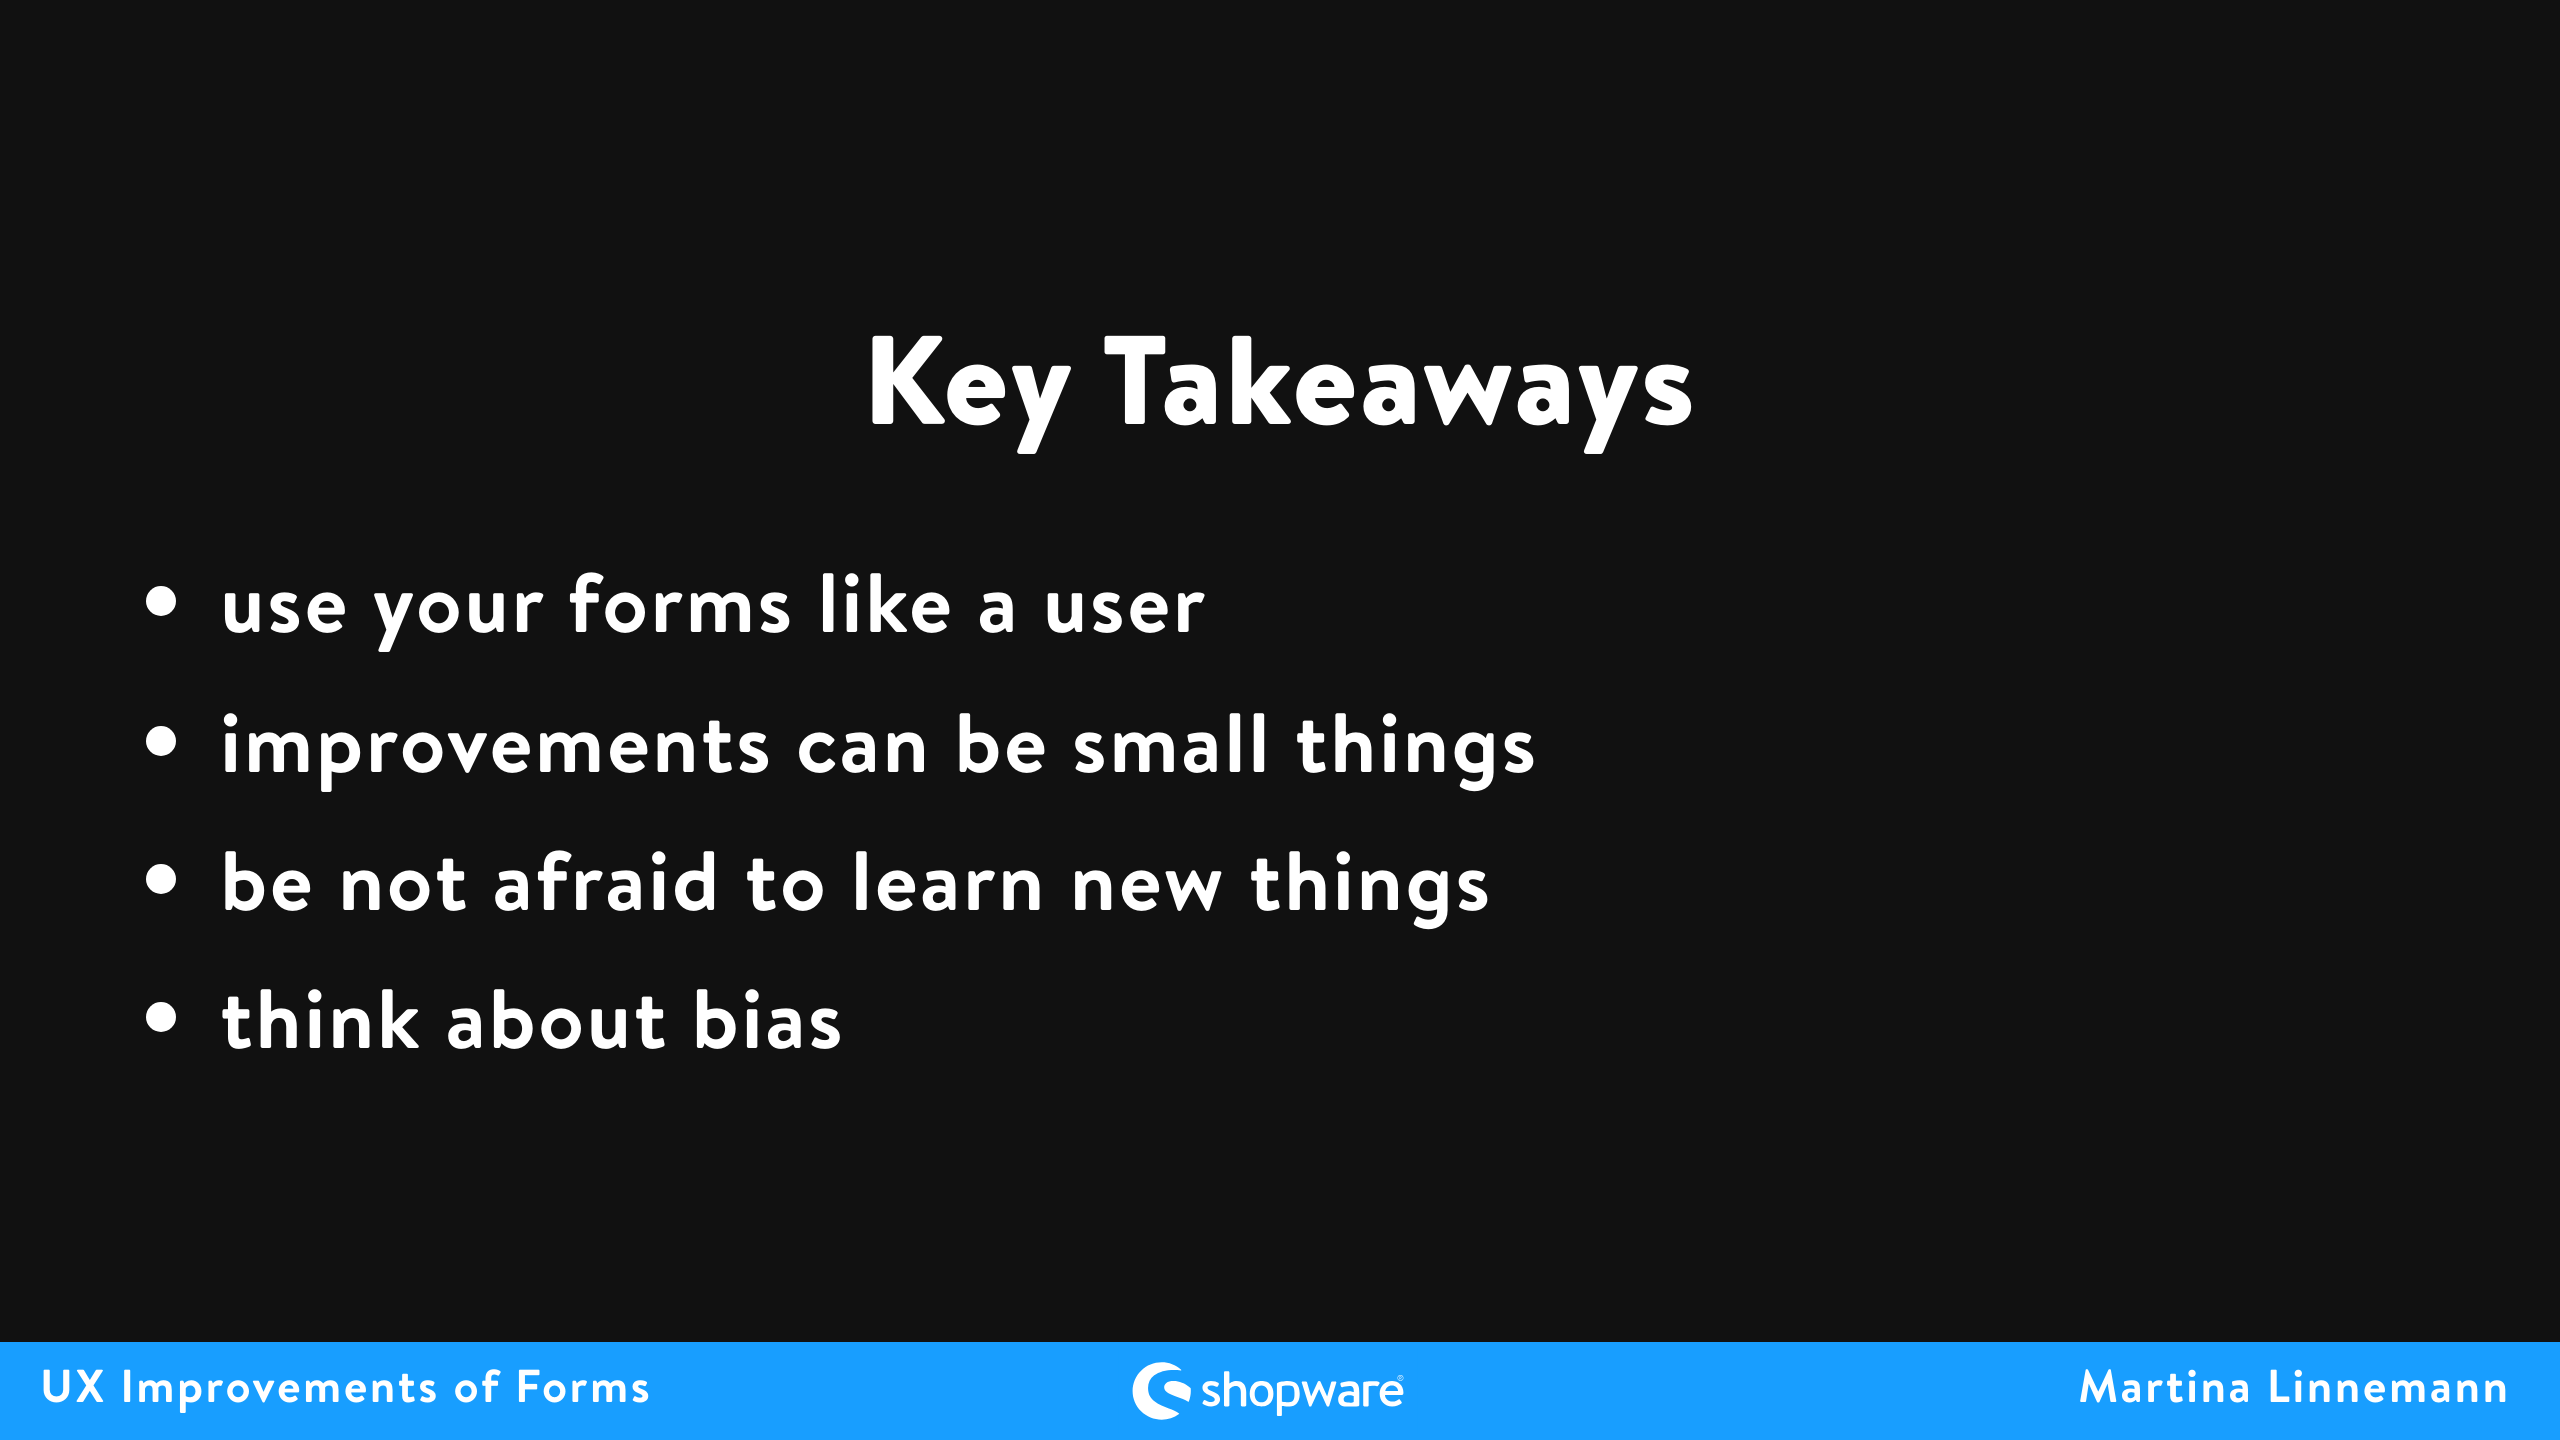 Key Takeaways
• use your forms like a user
• improvements can be small things
• be not afraid to learn new things
• think about bias
UX Improvements of Forms
shopware®
Martina Linnemann